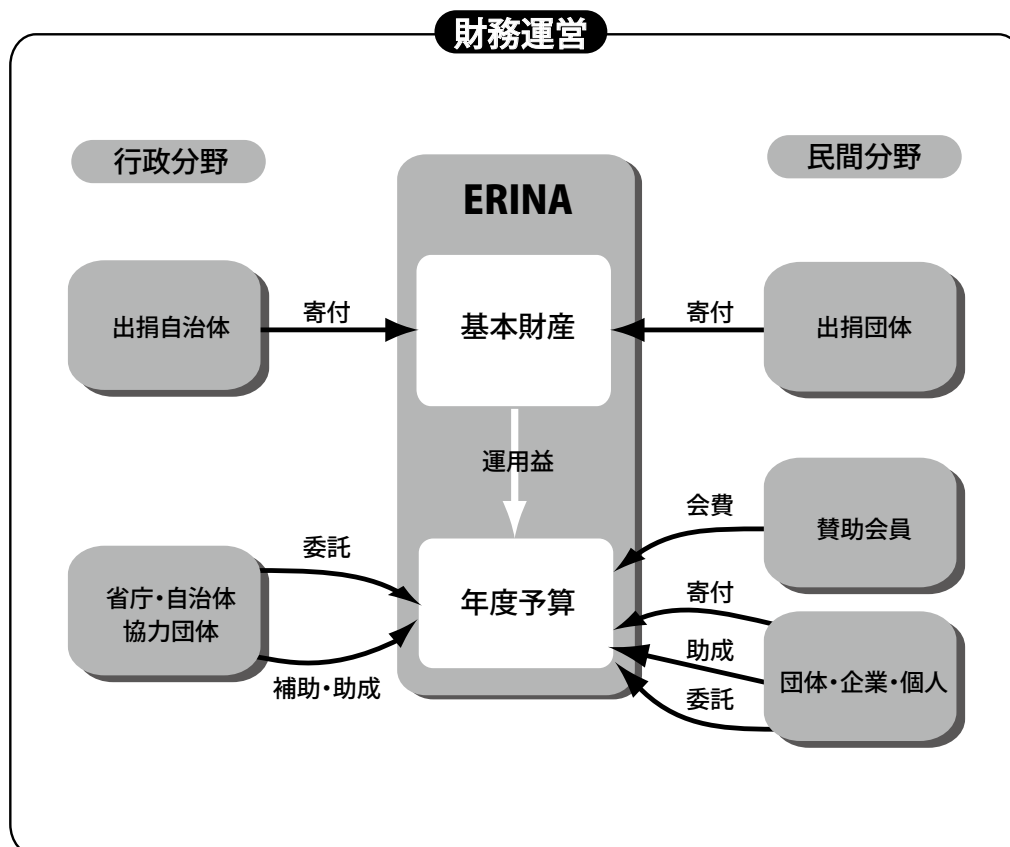 財務運営
行政分野
民間分野
ERINA
出捐自治体
寄付
基本財産
寄付
出捐団体
運用益
会費
賛助会員
委託
省庁・自治体
協力団体
補助・助成
年度予算
寄付
助成
委託
団体・企業・個人